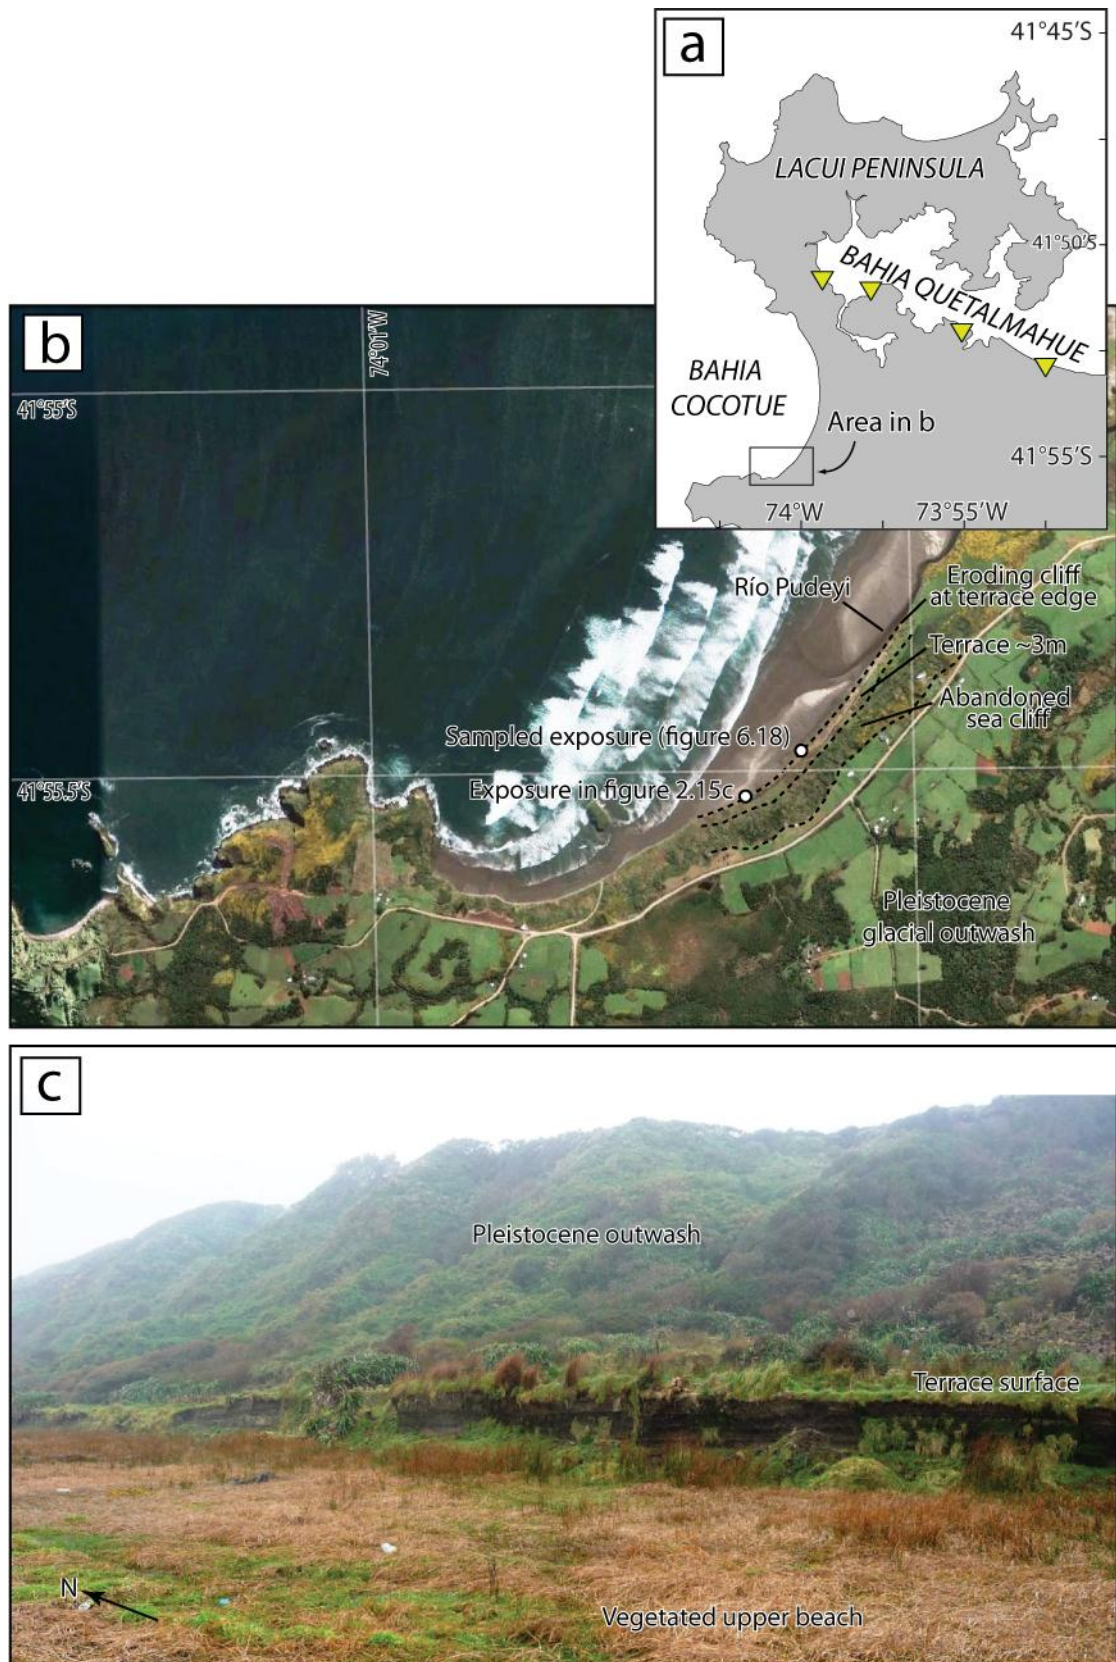 a
41°45'S
LACUI PENINSULA
41°50'S
BAHIA QUETALMAHUE
BAHIA
COCOTUE
Area in b
41°55'S
74°W
73°55'W
b
74°01'W
41°55'S
Río Pudeyi
Eroding cliff
at terrace edge
Terrace ~3m
Abandoned
sea cliff
Sampled exposure (figure 6.18)
41°55.5'S
Exposure in figure 2.15c
Pleistocene
glacial outwash
c
Pleistocene outwash
Terrace surface
N
Vegetated upper beach